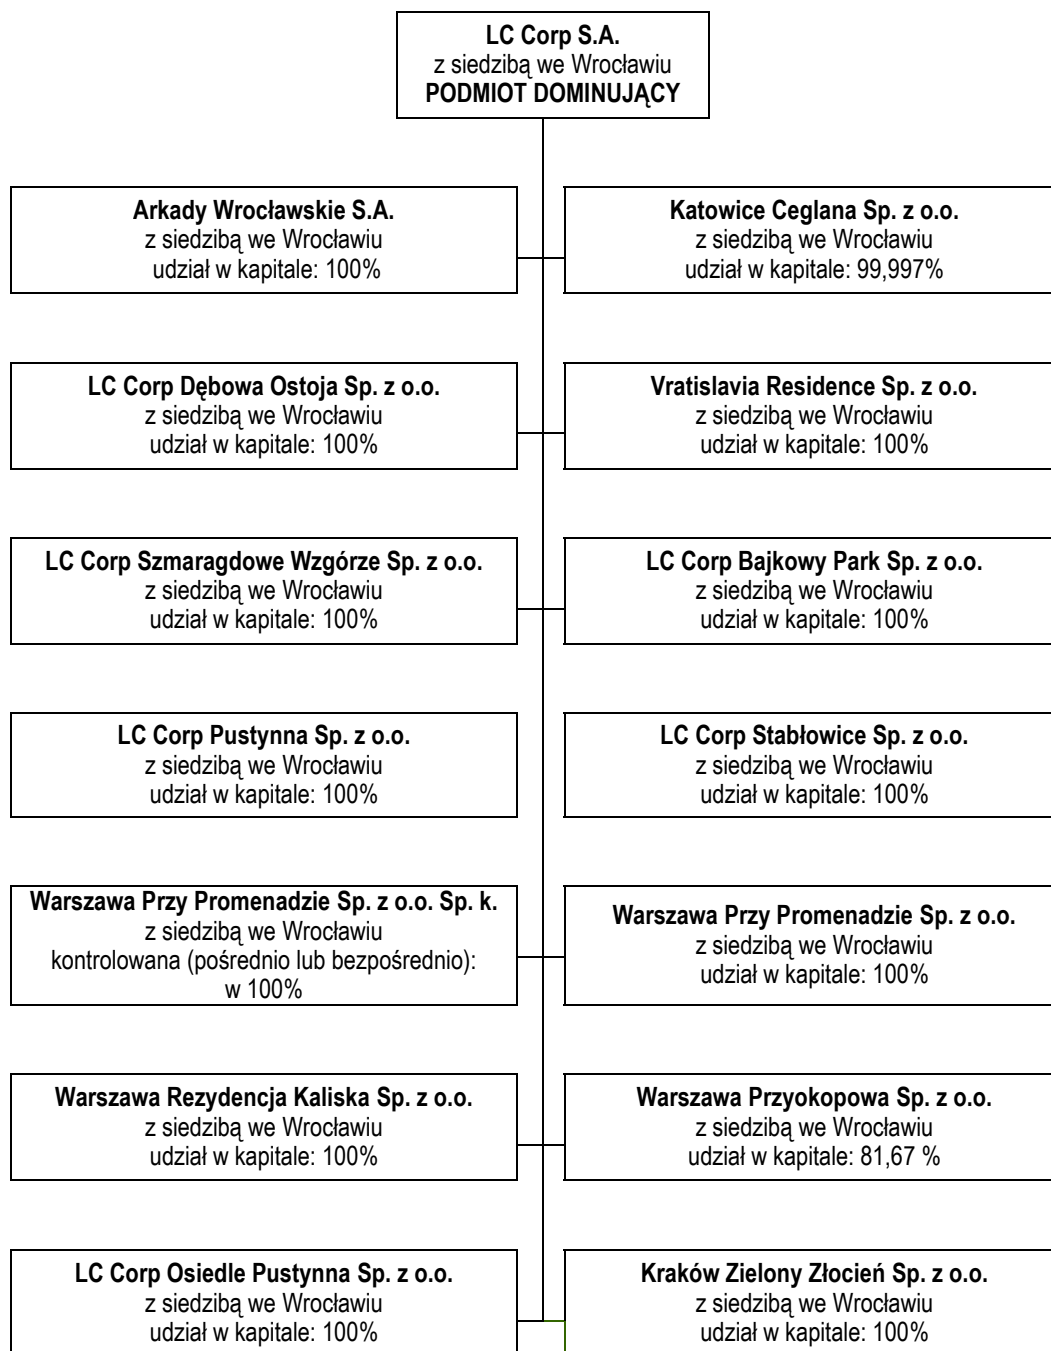 LC Corp S.A.
z siedzibą we Wrocławiu
PODMIOT DOMINUJĄCY
Arkady Wrocławskie S.A.
z siedzibą we Wrocławiu
udział w kapitale: 100%
Katowice Ceglana Sp. z o.o.
z siedzibą we Wrocławiu
udział w kapitale: 99,997%
LC Corp Dębowa Ostoja Sp. z o.o.
z siedzibą we Wrocławiu
udział w kapitale: 100%
Vratislavia Residence Sp. z o.o.
z siedzibą we Wrocławiu
udział w kapitale: 100%
LC Corp Szmaragdowe Wzgórze Sp. z o.o.
z siedzibą we Wrocławiu
udział w kapitale: 100%
LC Corp Bajkowy Park Sp. z o.o.
z siedzibą we Wrocławiu
udział w kapitale: 100%
LC Corp Pustynna Sp. z o.o.
z siedzibą we Wrocławiu
udział w kapitale: 100%
LC Corp Stabłowice Sp. z o.o.
z siedzibą we Wrocławiu
udział w kapitale: 100%
Warszawa Przy Promenadzie Sp. z o.o. Sp. k.
z siedzibą we Wrocławiu
kontrolowana (pośrednio lub bezpośrednio):
w 100%
Warszawa Przy Promenadzie Sp. z o.o.
z siedzibą we Wrocławiu
udział w kapitale: 100%
Warszawa Rezydencja Kaliska Sp. z o.o.
z siedzibą we Wrocławiu
udział w kapitale: 100%
Warszawa Przyokopowa Sp. z o.o.
z siedzibą we Wrocławiu
udział w kapitale: 81,67 %
LC Corp Osiedle Pustynna Sp. z o.o.
z siedzibą we Wrocławiu
udział w kapitale: 100%
Kraków Zielony Złocień Sp. z o.o.
z siedzibą we Wrocławiu
udział w kapitale: 100%